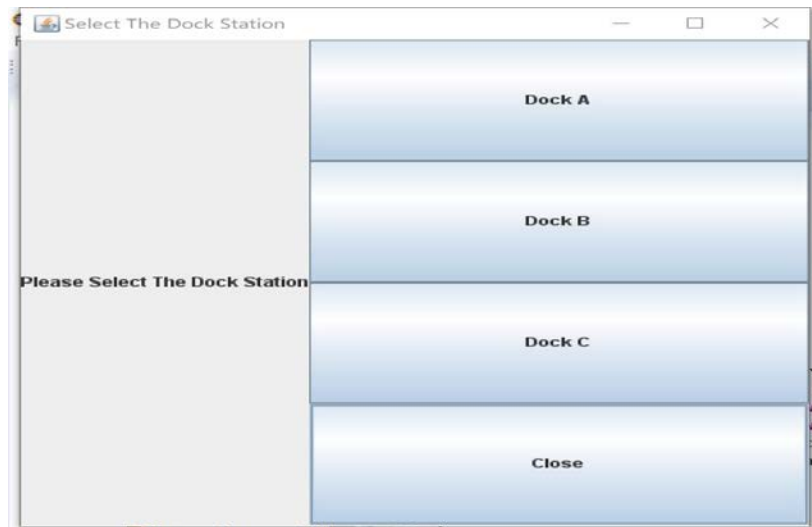 Select The Dock Station
Dock A
Dock B
Please Select The Dock Station
Dock C
Close